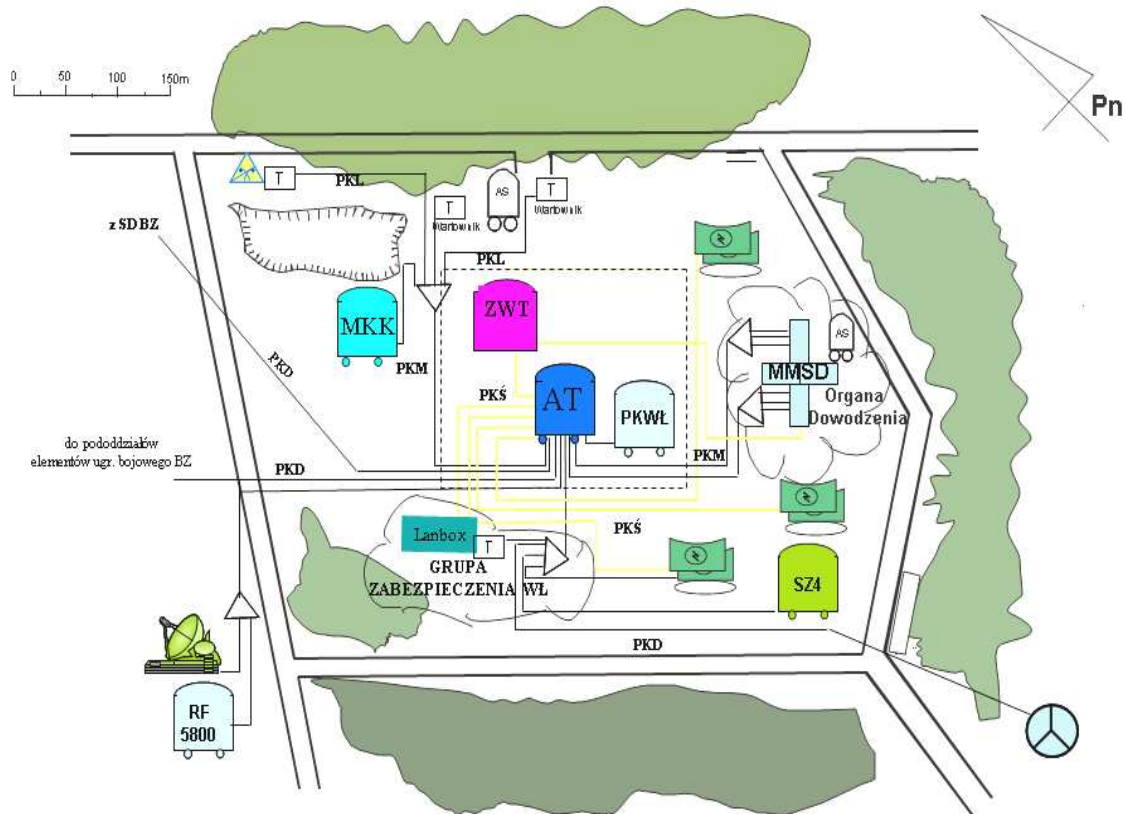 0 50 100 150m
Pn
T
PKL
AS
T
T
Wartownik
Wartownik
z SD BZ
PKL
ZWT
MKK
AS
PKD
PKM
MMSD
PKŚ
AT
PKWŁ
Organa
Dowodzenia
do pododdziałów
elementów ugr. bojowego BZ
PKD
PKM
PKŚ
Lanbox
T
GRUPA
ZABEZPIECZENIA WŁ
SZ4
PKD
RF
5800